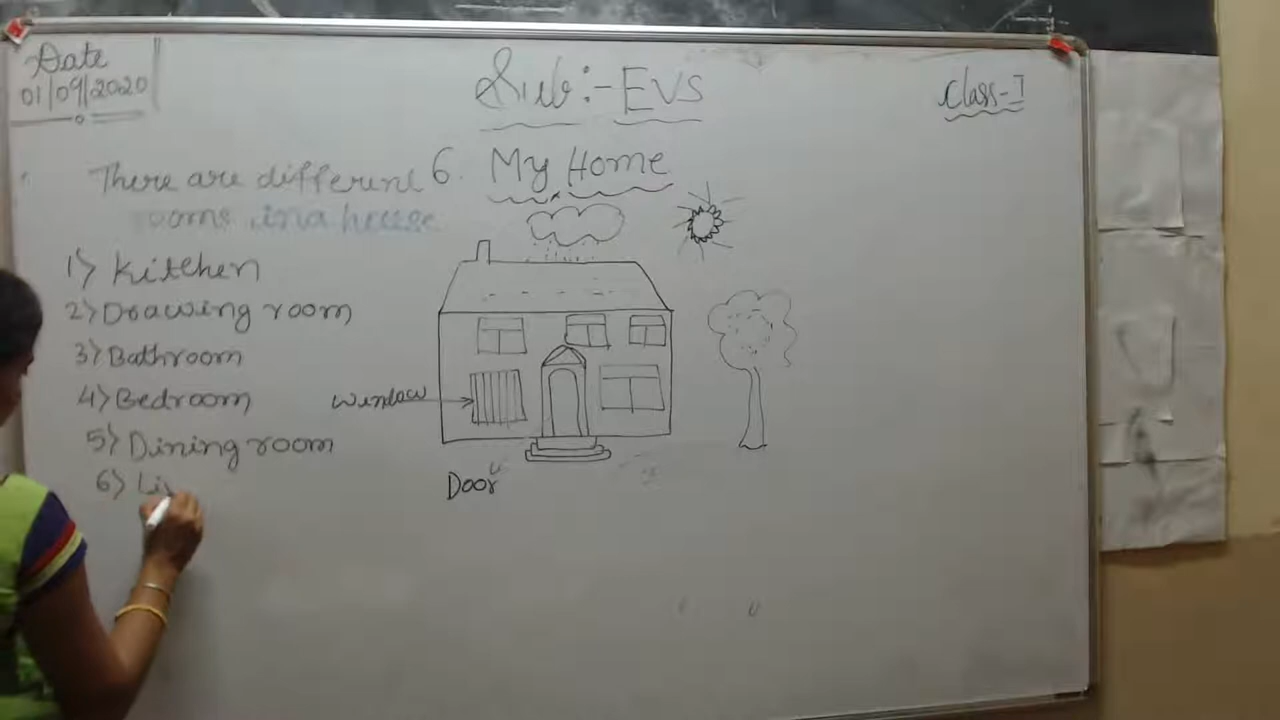 Date
01/09/2020
Sub:- EVS
Class-I
6. My Home
There are different
rooms in a house
1) Kitchen
2) Drawing room
3) Bathroom
4) Bedroom
5) Dining room
6) Li
Window
Door